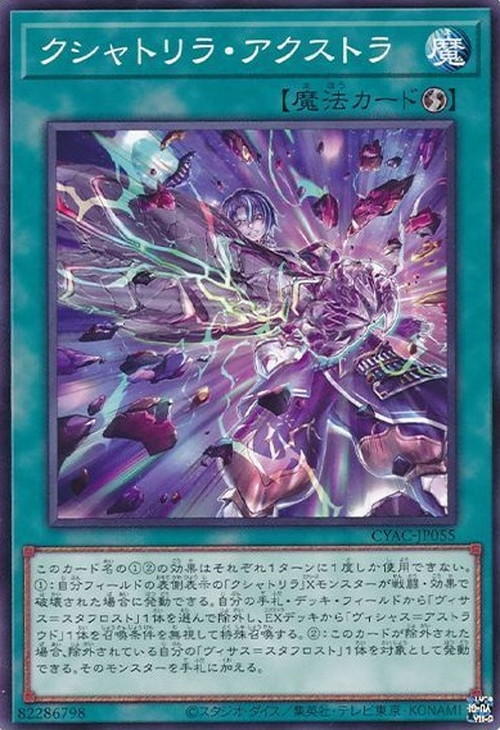 クシャトリラ・アクストラ
魔
【魔法カード】
CYAC-JP055
このカード名の①②の効果はそれぞれ1ターンに1度しか使用できない。
①:自分フィールドの表側表示の「クシャトリラ」Xモンスターが戦闘・効果で
破壊された場合に発動できる。自分の手札・デッキ・フィールドから「ヴィサ
ス=スタフロスト」1体を選んで除外し、EXデッキから「ヴィシャス=アストラ
ウド」1体を召喚条件を無視して特殊召喚する。②:このカードが除外された
場合、除外されている自分の「ヴィサス=スタフロスト」1体を対象として発動
できる。そのモンスターを手札に加える。
82286798
©スタジオ・ダイス/集英社・テレビ東京・KONAMI